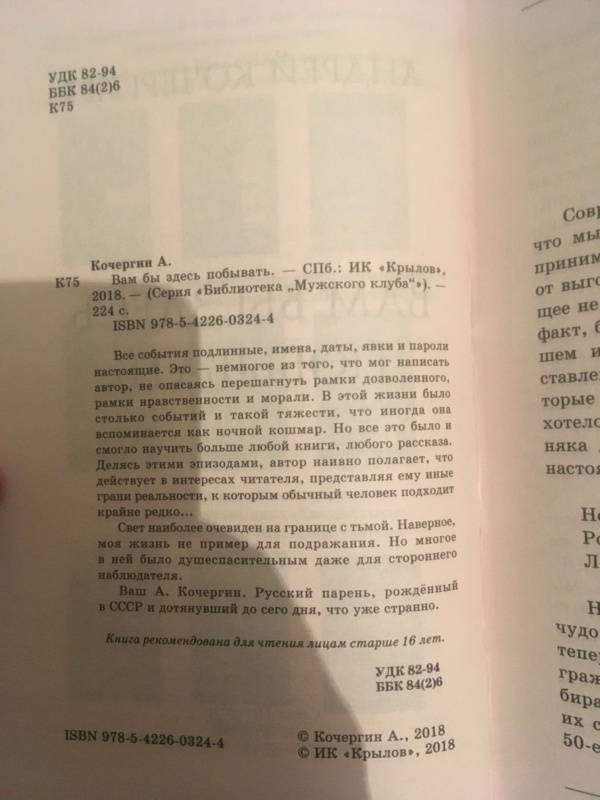 УДК 82-94
ББК 84(2)6
К75
Кочергин А.
К75 Вам бы здесь побывать. — СПб.: ИК «Крылов»,
2018. — (Серия «Библиотека „Мужского клуба“»). —
224 с.
ISBN 978-5-4226-0324-4
Все события подлинные, имена, даты, явки и пароли
настоящие. Это — немногое из того, что мог написать
автор, не опасаясь перешагнуть рамки дозволенного,
рамки нравственности и морали. В этой жизни было
столько событий и такой тяжести, что иногда она
вспоминается как ночной кошмар. Но все это было и
смогло научить больше любой книги, любого рассказа.
Делясь этими эпизодами, автор наивно полагает, что
действует в интересах читателя, представляя ему иные
грани реальности, к которым обычный человек подходит
крайне редко...
Свет наиболее очевиден на границе с тьмой. Наверное,
моя жизнь не пример для подражания. Но многое
в ней было душеспасительным даже для стороннего
наблюдателя.
Ваш А. Кочергин. Русский парень, рождённый
в СССР и дотянувший до сего дня, что уже странно.
Книга рекомендована для чтения лицам старше 16 лет.
УДК 82-94
ББК 84(2)6
ISBN 978-5-4226-0324-4
© Кочергин А., 2018
© ИК «Крылов», 2018
Совр
что мы
приним
от выго
щее не
факт, б
шем и
ставлен
торые
хотело
няка
настоя
Не
Ро
Л
Н
чудо
тепер
граж
бира
их с
50-е